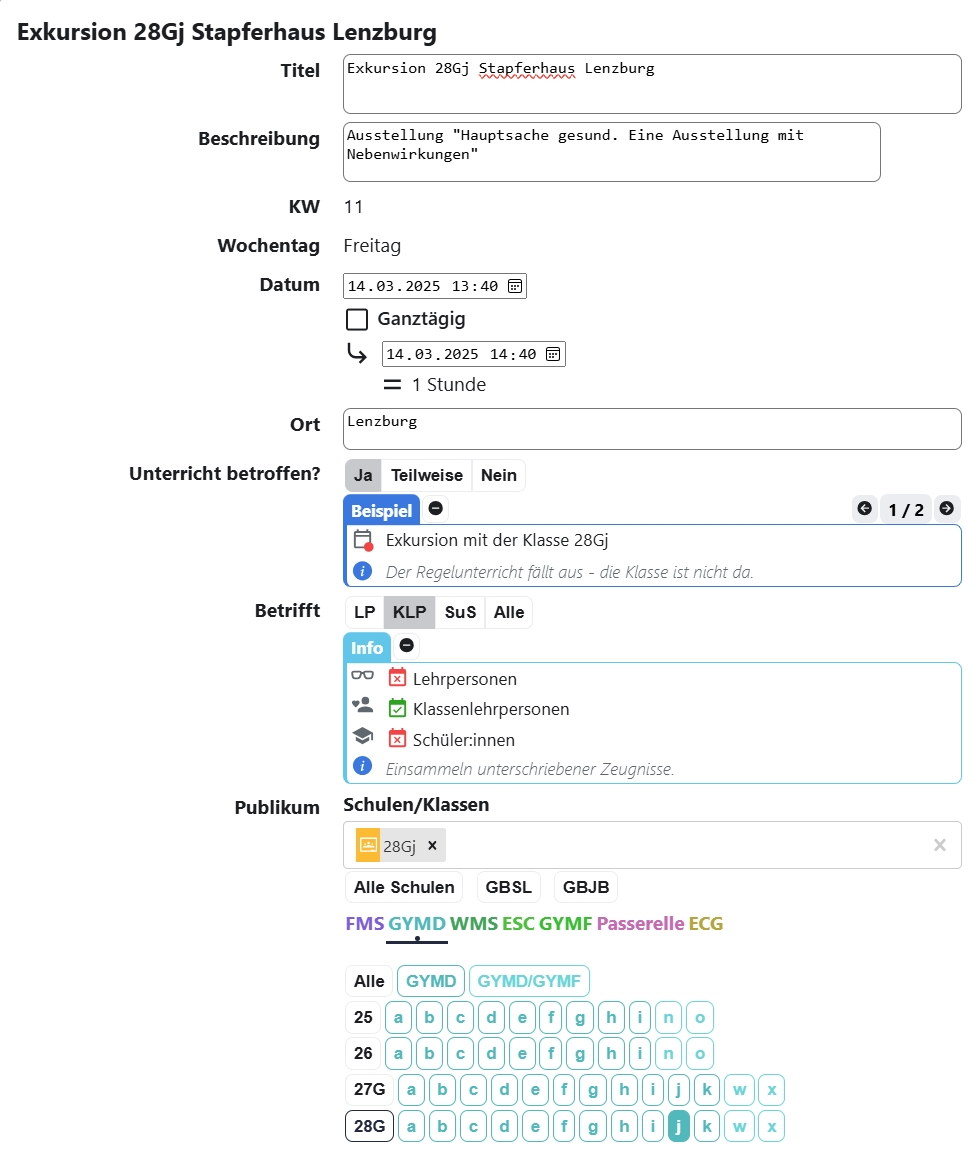 Exkursion 28Gj Stapferhaus Lenzburg
Titel
Exkursion 28Gj Stapferhaus Lenzburg
Beschreibung
Ausstellung "Hauptsache gesund. Eine Ausstellung mit
Nebenwirkungen"
KW 11
Wochentag Freitag
Datum 14.03.2025 13:40
Ganztägig
14.03.2025 14:40
1 Stunde
Ort Lenzburg
Unterricht betroffen? Ja Teilweise Nein
Beispiel 1 / 2
Exkursion mit der Klasse 28Gj
Der Regelunterricht fällt aus - die Klasse ist nicht da.
Betrifft LP KLP SuS Alle
Info
Lehrpersonen
Klassenlehrpersonen
Schüler:innen
Einsammeln unterschriebener Zeugnisse.
Publikum Schulen/Klassen
28Gj
Alle Schulen GBSL GBJB
FMS GYMD WMS ESC GYMF Passerelle ECG
Alle GYMD GYMD/GYMF
25 a b c d e f g h i n o
26 a b c d e f g h i n o
27G a b c d e f g h i j k w x
28G a b c d e f g h i j k w x